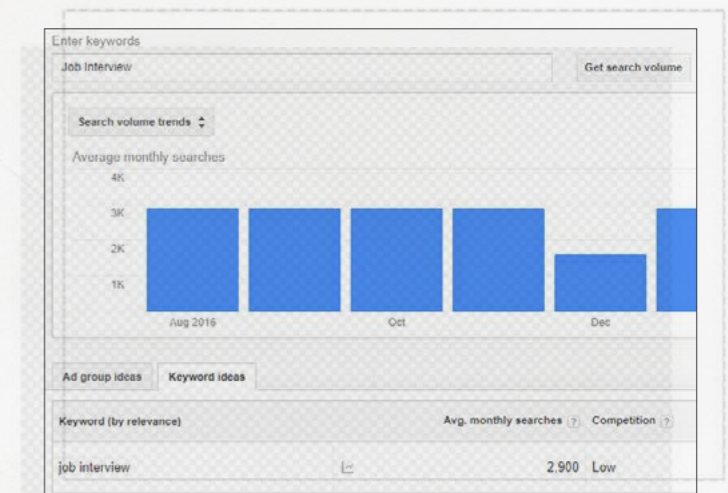 Enter keywords
Job Interview
Get search volume
Search volume trends
Average monthly searches
4K
3K
2K
1K
Aug 2016 Oct Dec
Ad group ideas Keyword ideas
Keyword (by relevance) Avg. monthly searches ? Competition ?
job interview 2,900 Low